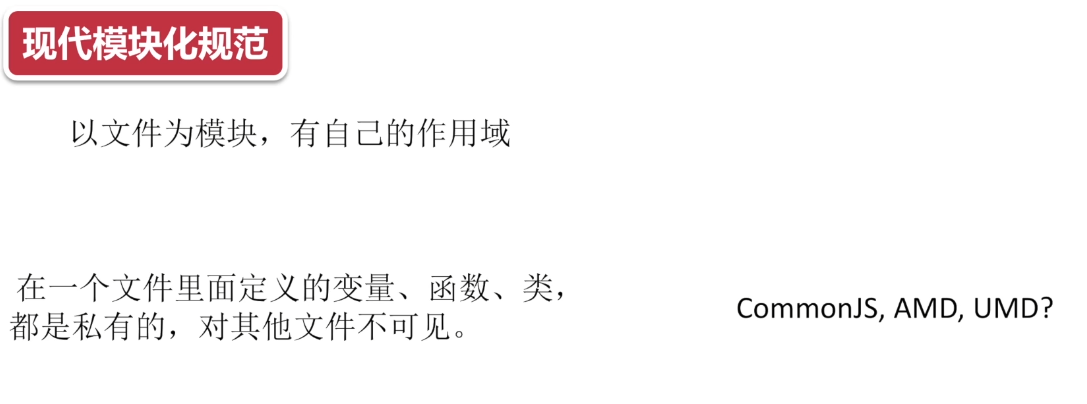 现代模块化规范
以文件为模块，有自己的作用域
在一个文件里面定义的变量、函数、类，
都是私有的，对其他文件不可见。
CommonJS, AMD, UMD?